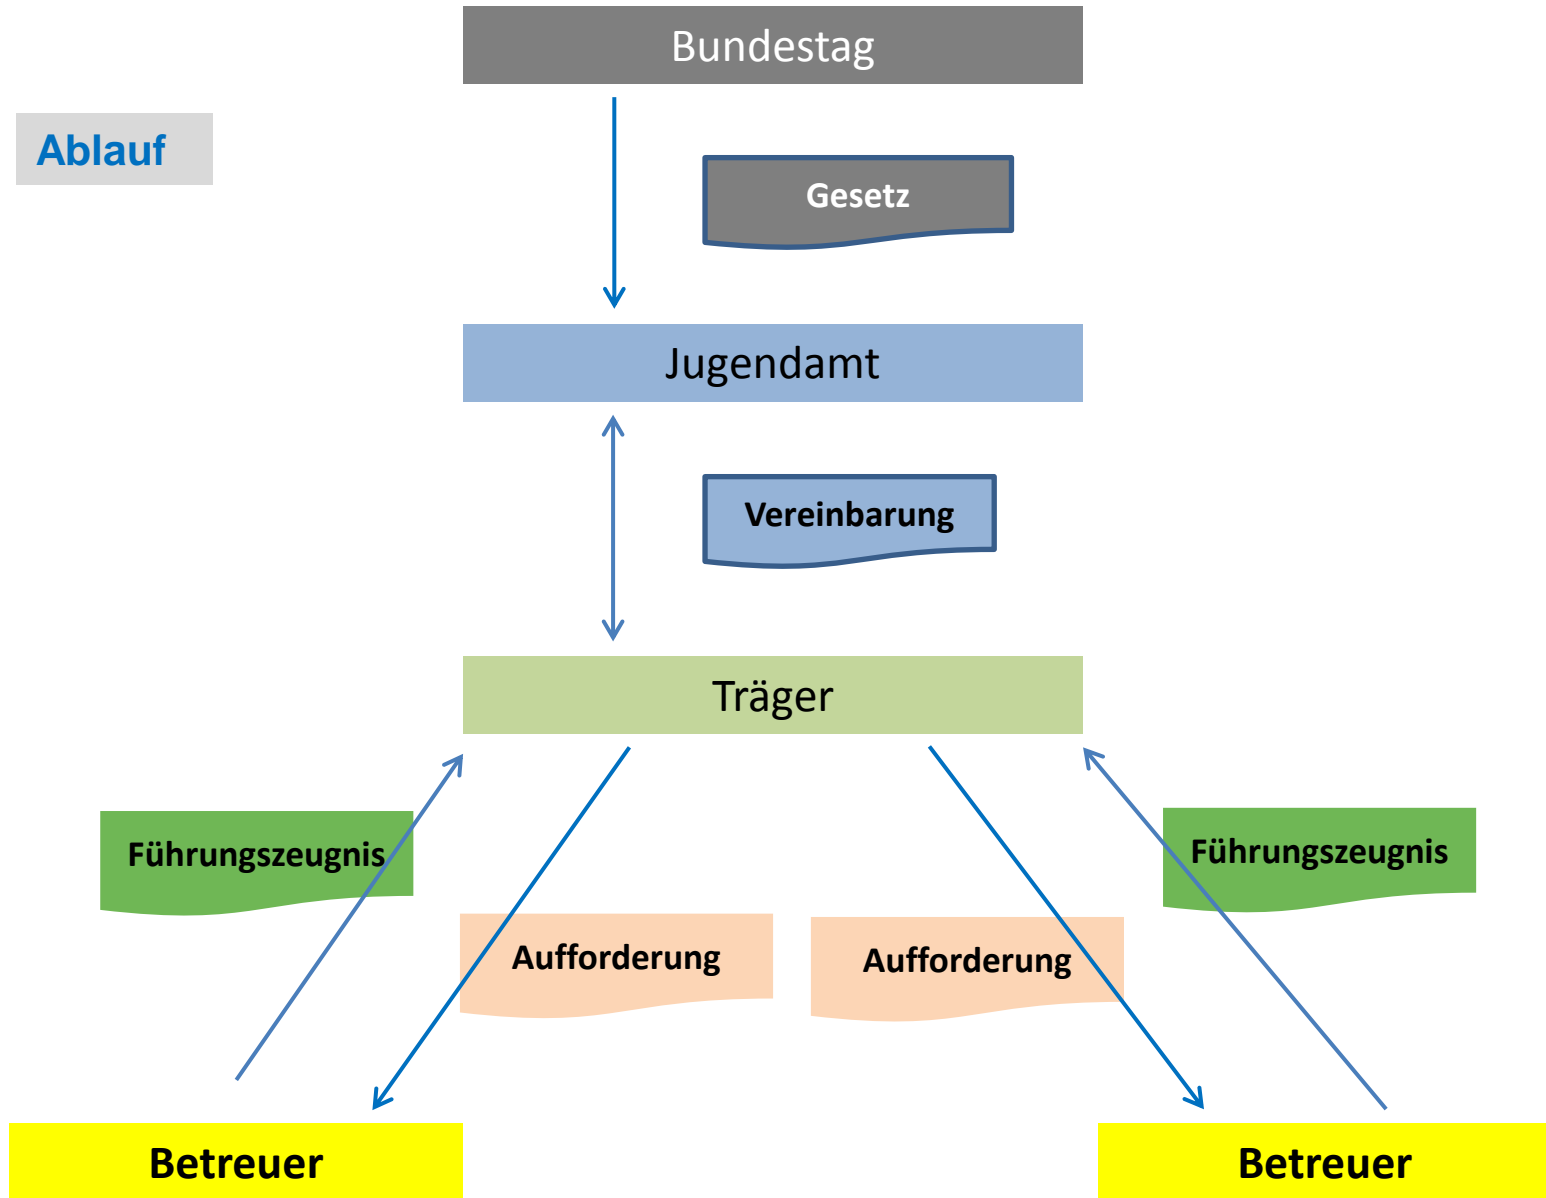 Bundestag
Ablauf
Gesetz
Jugendamt
Vereinbarung
Träger
Führungszeugnis
Führungszeugnis
Aufforderung
Aufforderung
Betreuer
Betreuer